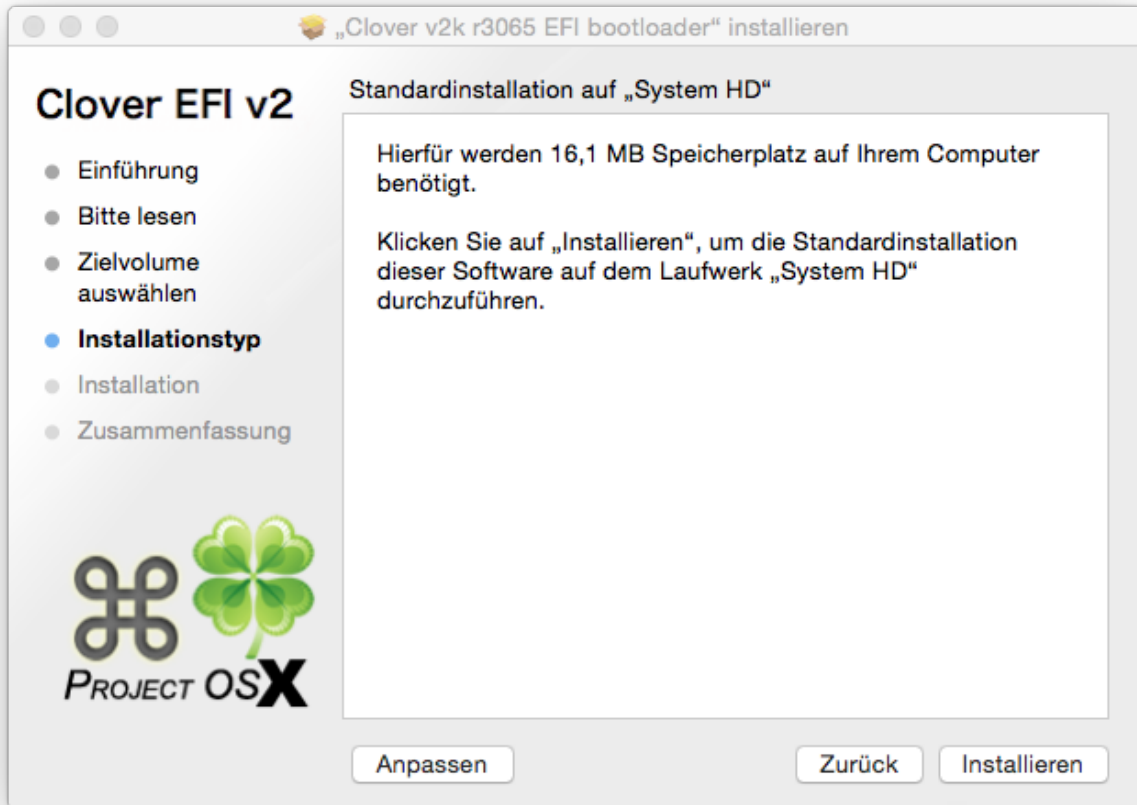 „Clover v2k r3065 EFI bootloader“ installieren
Clover EFI v2
Einführung
Bitte lesen
Zielvolume
auswählen
Installationstyp
Installation
Zusammenfassung
PROJECT OSX
Standardinstallation auf „System HD“
Hierfür werden 16,1 MB Speicherplatz auf Ihrem Computer
benötigt.
Klicken Sie auf „Installieren“, um die Standardinstallation
dieser Software auf dem Laufwerk „System HD“
durchzuführen.
Anpassen
Zurück
Installieren